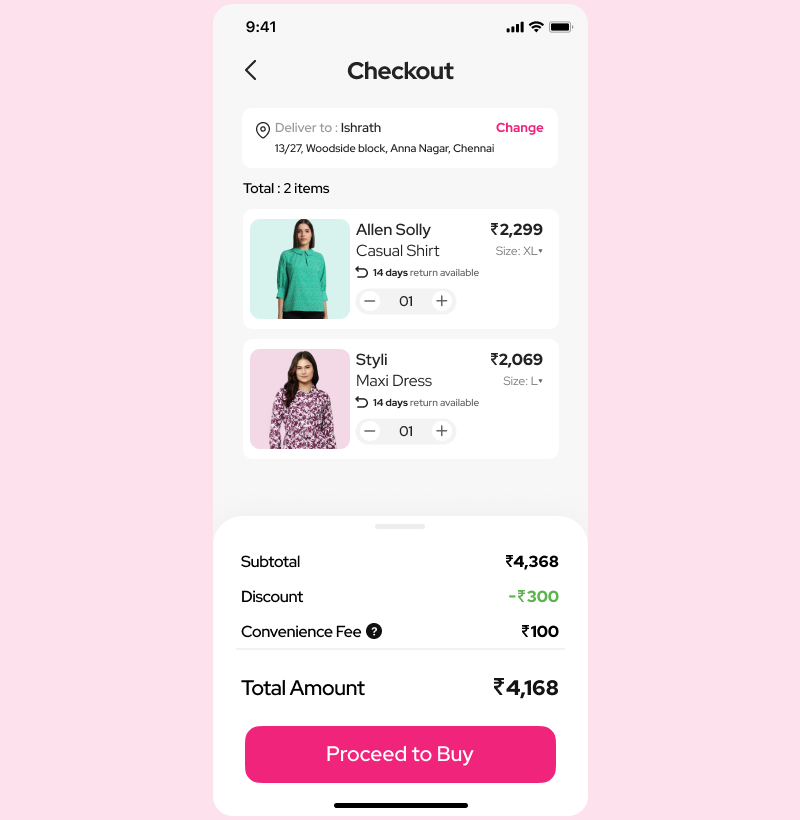 9:41
Checkout
Deliver to : Ishrath
Change
13/27, Woodside block, Anna Nagar, Chennai
Total : 2 items
Allen Solly
₹2,299
Casual Shirt
Size: XL▾
14 days return available
01
Styli
₹2,069
Maxi Dress
Size: L▾
14 days return available
01
Subtotal
₹4,368
Discount
-₹300
Convenience Fee ?
₹100
Total Amount
₹4,168
Proceed to Buy